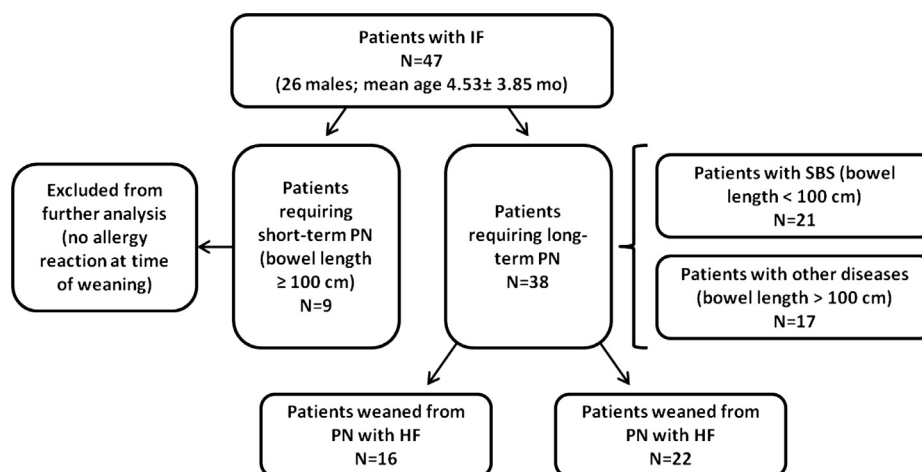 Patients with IF
N=47
(26 males; mean age 4.53± 3.85 mo)
Excluded from
further analysis
(no allergy
reaction at time
of weaning)
Patients
requiring
short-term PN
(bowel length
≥ 100 cm)
N=9
Patients
requiring long-
term PN
N=38
Patients with SBS (bowel
length < 100 cm)
N=21
Patients with other diseases
(bowel length > 100 cm)
N=17
Patients weaned from
PN with HF
N=16
Patients weaned from
PN with HF
N=22